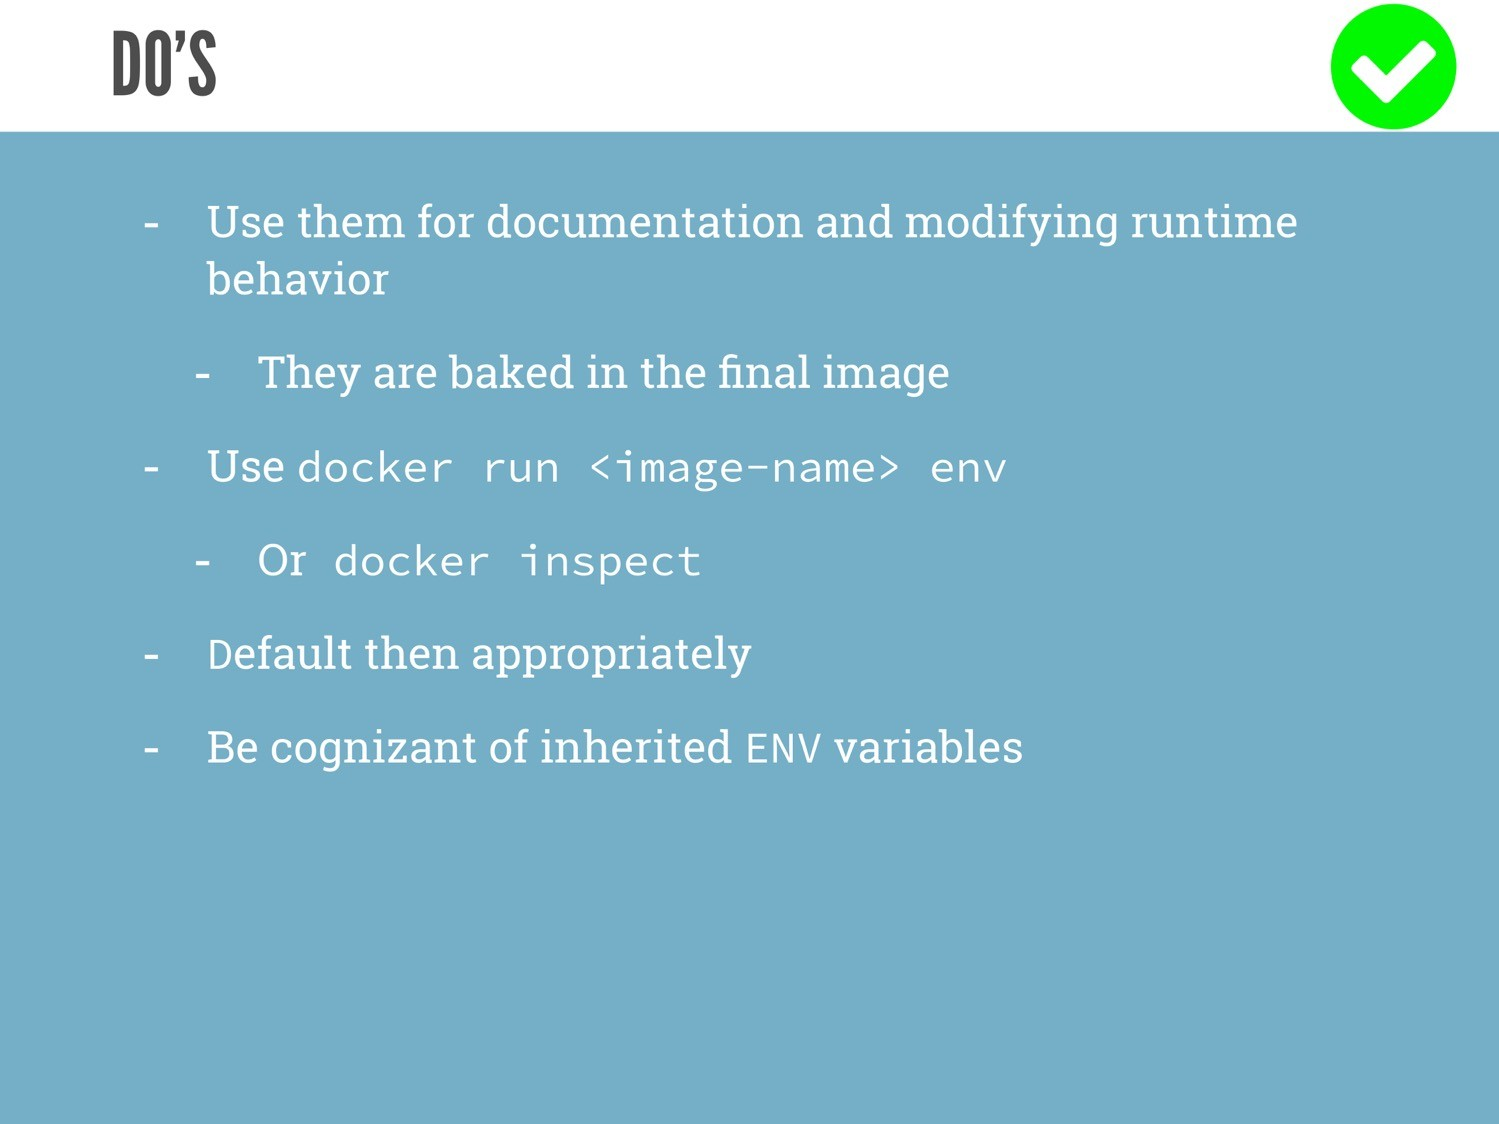 DO’S
- Use them for documentation and modifying runtime
behavior
- They are baked in the final image
- Use docker run <image-name> env
- Or docker inspect
- Default then appropriately
- Be cognizant of inherited ENV variables